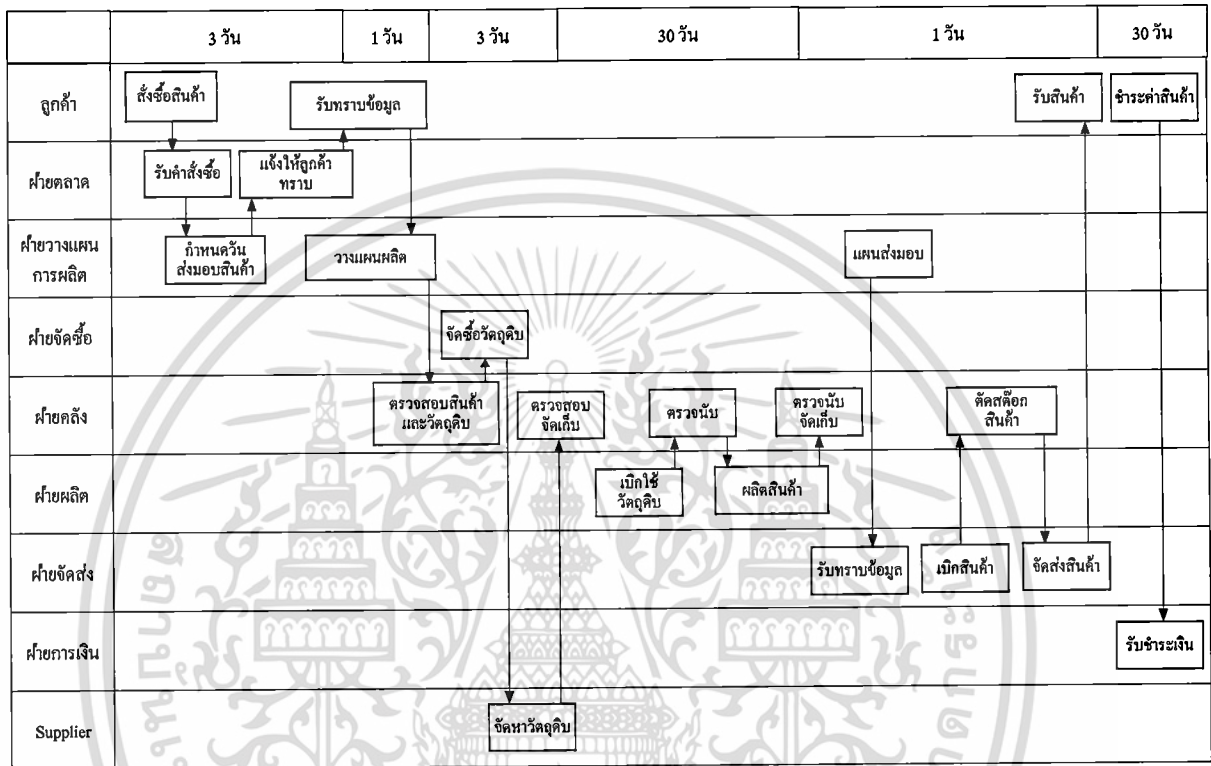 3 วัน
1 วัน
3 วัน
30 วัน
1 วัน
30 วัน
ลูกค้า
สั่งซื้อสินค้า
รับทราบข้อมูล
รับสินค้า
ชำระค่าสินค้า
ฝ่ายตลาด
รับคำสั่งซื้อ
แจ้งให้ลูกค้า
ทราบ
ฝ่ายวางแผน
การผลิต
กำหนดวัน
ส่งมอบสินค้า
วางแผนผลิต
แผนส่งมอบ
ฝ่ายจัดซื้อ
จัดซื้อวัตถุดิบ
ฝ่ายคลัง
ตรวจสอบสินค้า
และวัตถุดิบ
ตรวจสอบ
จัดเก็บ
ตรวจนับ
ตรวจนับ
จัดเก็บ
ตัดสต๊อก
สินค้า
ฝ่ายผลิต
เบิกใช้
วัตถุดิบ
ผลิตสินค้า
ฝ่ายจัดส่ง
รับทราบข้อมูล
เบิกสินค้า
จัดส่งสินค้า
ฝ่ายการเงิน
รับชำระเงิน
Supplier
จัดหาวัตถุดิบ